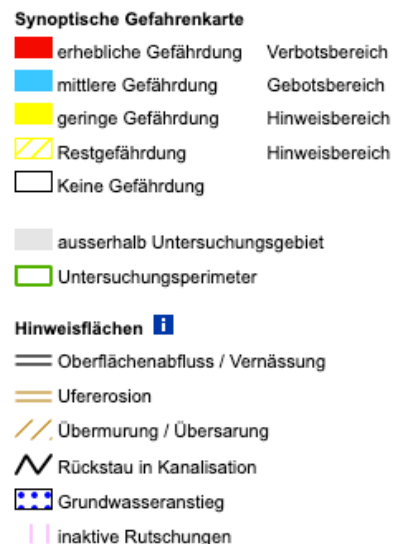 Synoptische Gefahrenkarte
erhebliche Gefährdung Verbotsbereich
mittlere Gefährdung Gebotsbereich
geringe Gefährdung Hinweisbereich
Restgefährdung Hinweisbereich
Keine Gefährdung
ausserhalb Untersuchungsgebiet
Untersuchungsperimeter
Hinweisflächen i
Oberflächenabfluss / Vernässung
Ufererosion
Übermurung / Übersarung
Rückstau in Kanalisation
Grundwasseranstieg
inaktive Rutschungen